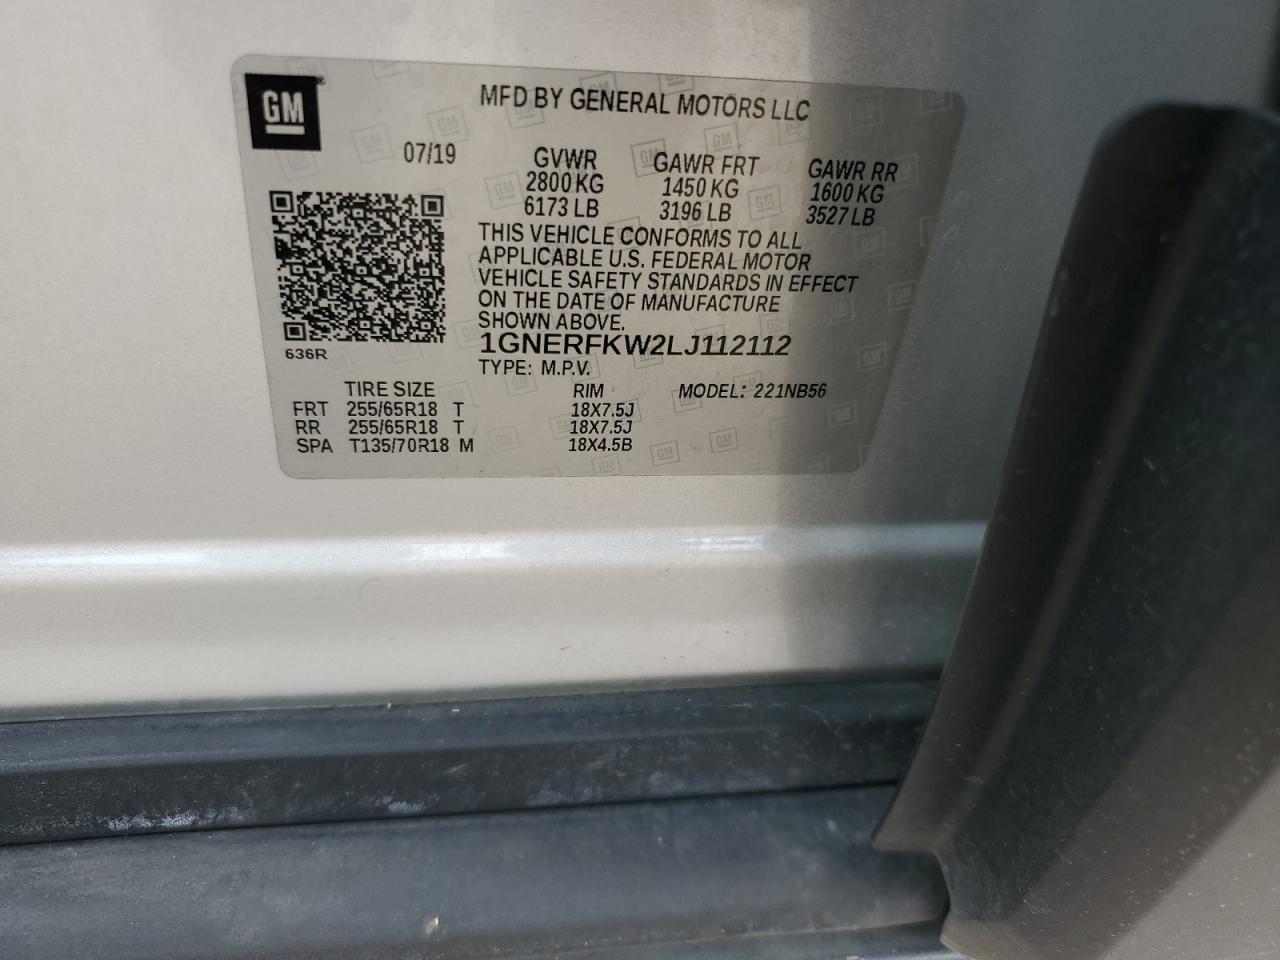 GM
MFD BY GENERAL MOTORS LLC
07/19
GVWR GAWR FRT GAWR RR
2800 KG 1450 KG 1600 KG
6173 LB 3196 LB 3527 LB
THIS VEHICLE CONFORMS TO ALL
APPLICABLE U.S. FEDERAL MOTOR
VEHICLE SAFETY STANDARDS IN EFFECT
ON THE DATE OF MANUFACTURE
SHOWN ABOVE.
1GNERFKW2LJ112112
TYPE: M.P.V.
636R
TIRE SIZE RIM MODEL: 221NB56
FRT 255/65R18 T 18X7.5J
RR 255/65R18 T 18X7.5J
SPA T135/70R18 M 18X4.5B